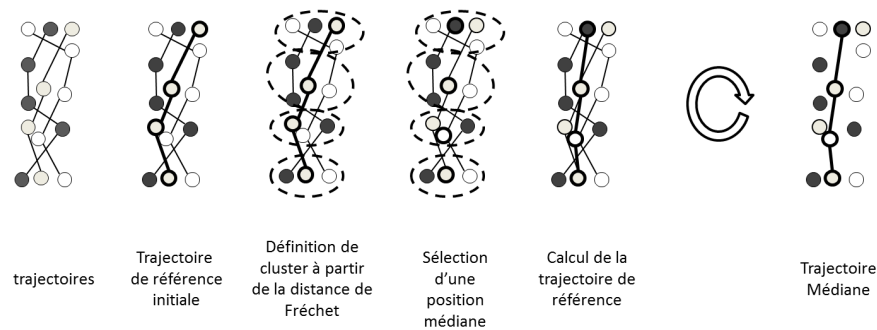 trajectoires
Trajectoire
de référence
initiale
Définition de
cluster à partir
de la distance de
Fréchet
Sélection
d'une
position
médiane
Calcul de la
trajectoire de
référence
Trajectoire
Médiane